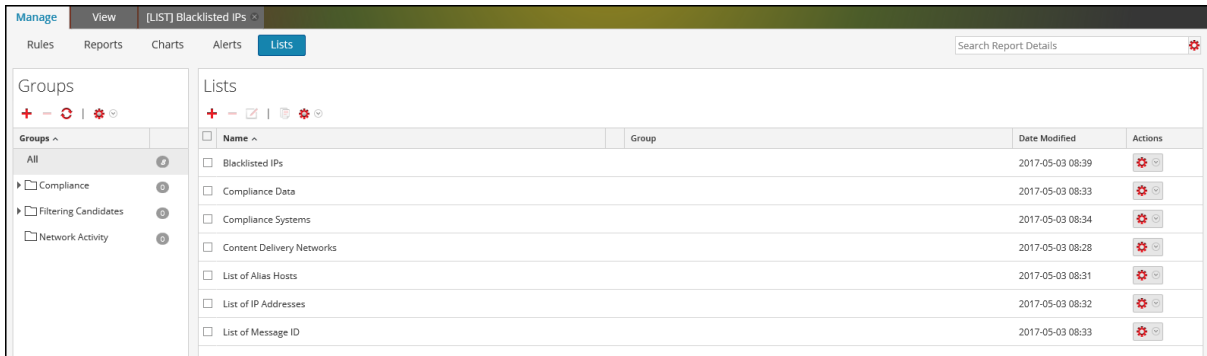 Manage View [LIST] Blacklisted IPs
Rules Reports Charts Alerts Lists Search Report Details
Groups
Groups
All
Compliance 0
Filtering Candidates 0
Network Activity 0
Lists
Name Group Date Modified Actions
Blacklisted IPs 2017-05-03 08:39
Compliance Data 2017-05-03 08:33
Compliance Systems 2017-05-03 08:34
Content Delivery Networks 2017-05-03 08:28
List of Alias Hosts 2017-05-03 08:31
List of IP Addresses 2017-05-03 08:32
List of Message ID 2017-05-03 08:33